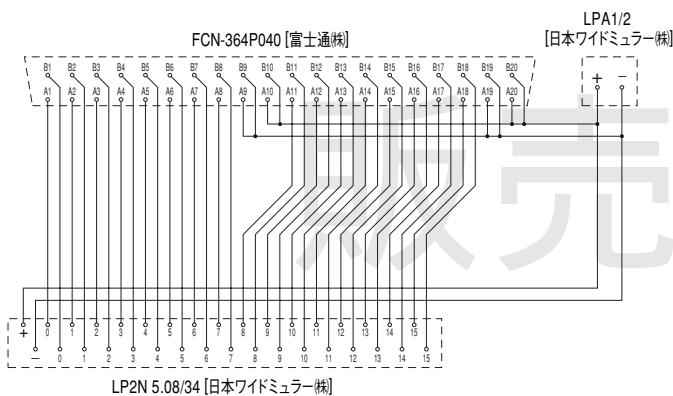 LPA1/2
FCN-364P040 [富士通㈱]
[日本ワイドミュラー㈱]
B1 B2 B3 B4 B5 B6 B7 B8 B9 B10 B11 B12 B13 B14 B15 B16 B17 B18 B19 B20
+ −
A1 A2 A3 A4 A5 A6 A7 A8 A9 A10 A11 A12 A13 A14 A15 A16 A17 A18 A19 A20
販売
+ 0 1 2 3 4 5 6 7 8 9 10 11 12 13 14 15
− 0 1 2 3 4 5 6 7 8 9 10 11 12 13 14 15
LP2N 5.08/34 [日本ワイドミュラー㈱]